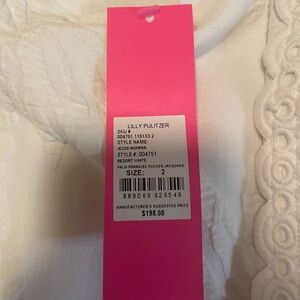 LILLY PULITZER
SKU #
004751 1151X3 2
STYLE NAME:
JESSE ROMPER
STYLE #: 004751
RESORT WHITE
PALM PARADISE PUCKER JACQUARD
SIZE: 2
889069 626549
MANUFACTURER'S SUGGESTED PRICE
$198.00